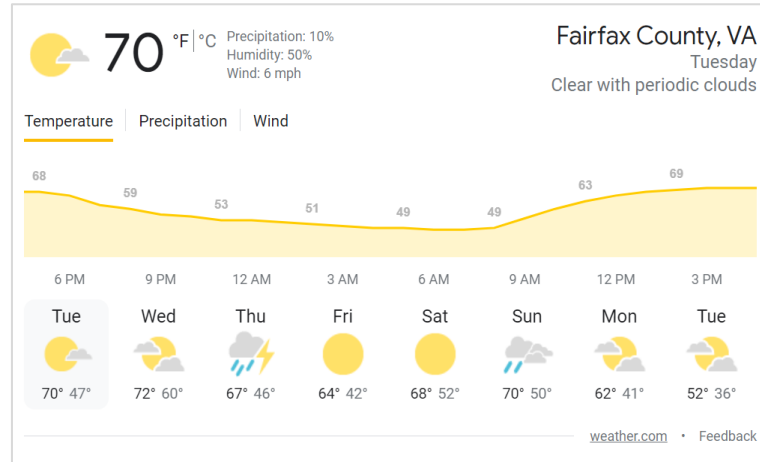 70 °F | °C
Precipitation: 10%
Humidity: 50%
Wind: 6 mph
Fairfax County, VA
Tuesday
Clear with periodic clouds
Temperature | Precipitation | Wind
68 59 53 51 49 49 63 69
6 PM 9 PM 12 AM 3 AM 6 AM 9 AM 12 PM 3 PM
Tue Wed Thu Fri Sat Sun Mon Tue
70° 47° 72° 60° 67° 46° 64° 42° 68° 52° 70° 50° 62° 41° 52° 36°
weather.com • Feedback